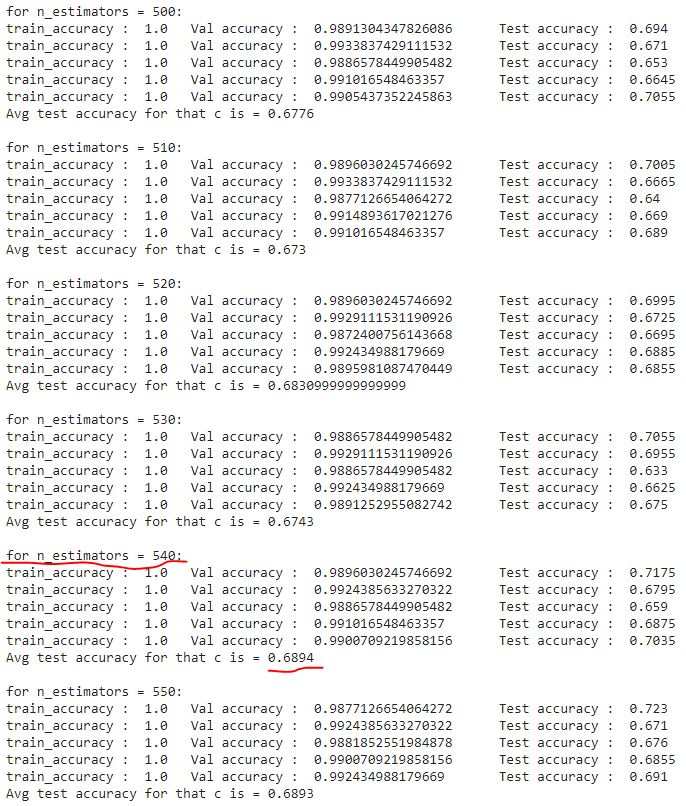 for n_estimators = 500:
train_accuracy : 1.0 Val accuracy : 0.9891304347826086 Test accuracy : 0.694
train_accuracy : 1.0 Val accuracy : 0.9933837429111532 Test accuracy : 0.671
train_accuracy : 1.0 Val accuracy : 0.9886578449905482 Test accuracy : 0.653
train_accuracy : 1.0 Val accuracy : 0.991016548463357 Test accuracy : 0.6645
train_accuracy : 1.0 Val accuracy : 0.9905437352245863 Test accuracy : 0.7055
Avg test accuracy for that c is = 0.6776
for n_estimators = 510:
train_accuracy : 1.0 Val accuracy : 0.9896030245746692 Test accuracy : 0.7005
train_accuracy : 1.0 Val accuracy : 0.9933837429111532 Test accuracy : 0.6665
train_accuracy : 1.0 Val accuracy : 0.9877126654064272 Test accuracy : 0.64
train_accuracy : 1.0 Val accuracy : 0.9914893617021276 Test accuracy : 0.669
train_accuracy : 1.0 Val accuracy : 0.991016548463357 Test accuracy : 0.689
Avg test accuracy for that c is = 0.673
for n_estimators = 520:
train_accuracy : 1.0 Val accuracy : 0.9896030245746692 Test accuracy : 0.6995
train_accuracy : 1.0 Val accuracy : 0.9929111531190926 Test accuracy : 0.6725
train_accuracy : 1.0 Val accuracy : 0.9872400756143668 Test accuracy : 0.6695
train_accuracy : 1.0 Val accuracy : 0.992434988179669 Test accuracy : 0.6885
train_accuracy : 1.0 Val accuracy : 0.9895981087470449 Test accuracy : 0.6855
Avg test accuracy for that c is = 0.6830999999999999
for n_estimators = 530:
train_accuracy : 1.0 Val accuracy : 0.9886578449905482 Test accuracy : 0.7055
train_accuracy : 1.0 Val accuracy : 0.9929111531190926 Test accuracy : 0.6955
train_accuracy : 1.0 Val accuracy : 0.9886578449905482 Test accuracy : 0.633
train_accuracy : 1.0 Val accuracy : 0.992434988179669 Test accuracy : 0.6625
train_accuracy : 1.0 Val accuracy : 0.9891252955082742 Test accuracy : 0.675
Avg test accuracy for that c is = 0.6743
for n_estimators = 540:
train_accuracy : 1.0 Val accuracy : 0.9896030245746692 Test accuracy : 0.7175
train_accuracy : 1.0 Val accuracy : 0.9924385633270322 Test accuracy : 0.6795
train_accuracy : 1.0 Val accuracy : 0.9886578449905482 Test accuracy : 0.659
train_accuracy : 1.0 Val accuracy : 0.991016548463357 Test accuracy : 0.6875
train_accuracy : 1.0 Val accuracy : 0.9900709219858156 Test accuracy : 0.7035
Avg test accuracy for that c is = 0.6894
for n_estimators = 550:
train_accuracy : 1.0 Val accuracy : 0.9877126654064272 Test accuracy : 0.723
train_accuracy : 1.0 Val accuracy : 0.9924385633270322 Test accuracy : 0.671
train_accuracy : 1.0 Val accuracy : 0.9881852551984878 Test accuracy : 0.676
train_accuracy : 1.0 Val accuracy : 0.9900709219858156 Test accuracy : 0.6855
train_accuracy : 1.0 Val accuracy : 0.992434988179669 Test accuracy : 0.691
Avg test accuracy for that c is = 0.6893